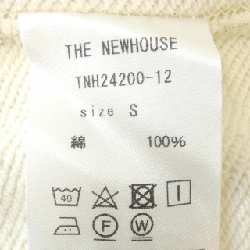 THE NEWHOUSE
TNH24200-12
size S
綿 100%
40
F W